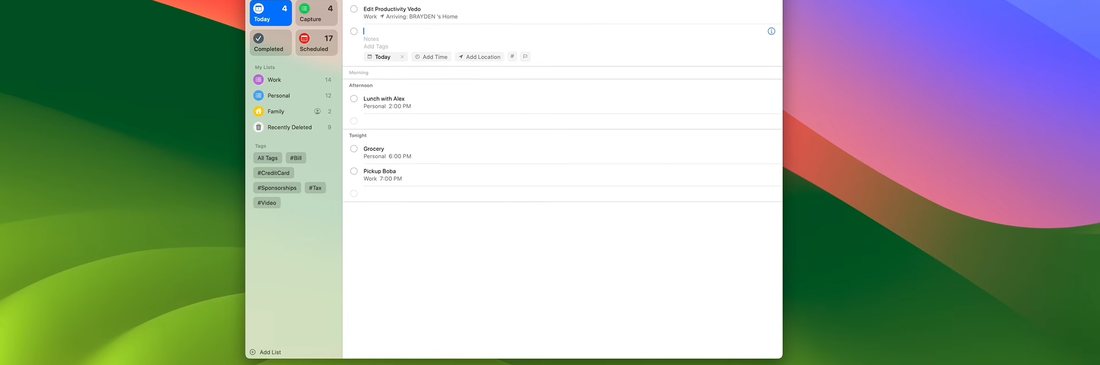 4
Today
4
Capture
Completed
17
Scheduled
My Lists
Work 14
Personal 12
Family 2
Recently Deleted 9
Tags
All Tags #Bill
#CreditCard
#Sponsorships #Tax
#Video
Add List
Edit Productivity Vedo
Work Arriving: BRAYDEN 's Home
Notes
Add Tags
Today × Add Time Add Location #
Morning
Afternoon
Lunch with Alex
Personal 2:00 PM
Tonight
Grocery
Personal 6:00 PM
Pickup Boba
Work 7:00 PM